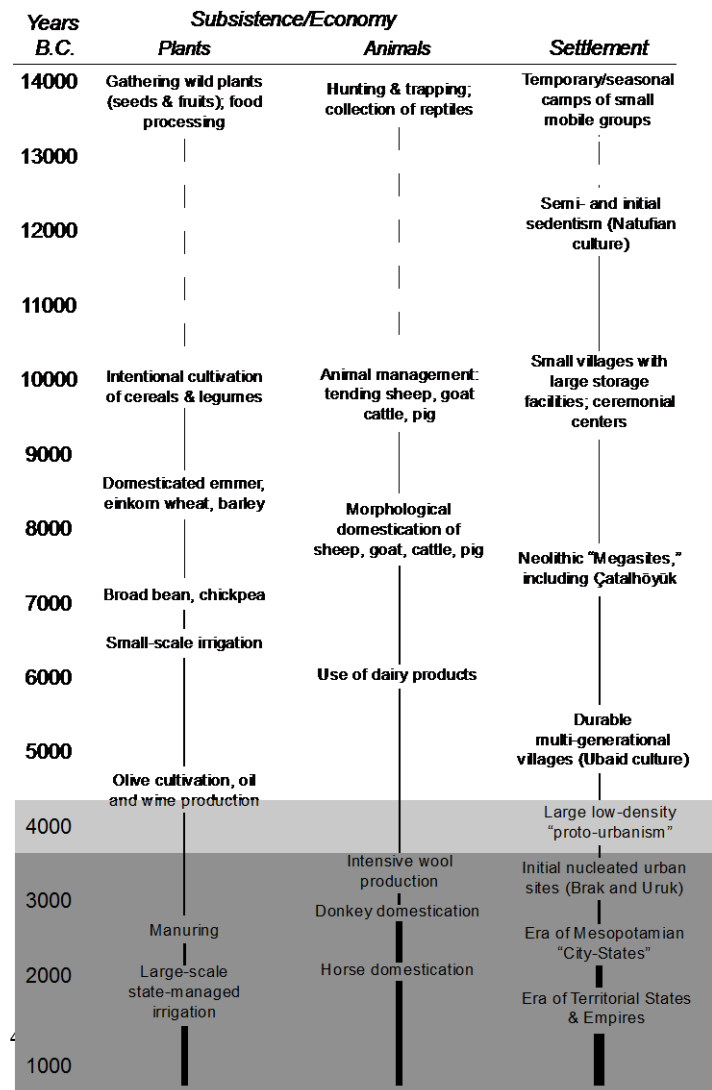 Years
B.C.
Subsistence/Economy
Plants
Animals
Settlement
14000
13000
12000
11000
10000
9000
8000
7000
6000
5000
4000
3000
2000
1000
Gathering wild plants
(seeds & fruits); food
processing
Intentional cultivation
of cereals & legumes
Domesticated emmer,
einkorn wheat, barley
Broad bean, chickpea
Small-scale irrigation
Olive cultivation, oil
and wine production
Manuring
Large-scale
state-managed
irrigation
Hunting & trapping;
collection of reptiles
Animal management:
tending sheep, goat
cattle, pig
Morphological
domestication of
sheep, goat, cattle, pig
Use of dairy products
Intensive wool
production
Donkey domestication
Horse domestication
Temporary/seasonal
camps of small
mobile groups
Semi- and initial
sedentism (Natufian
culture)
Small villages with
large storage
facilities; ceremonial
centers
Neolithic “Megasites,”
including Çatalhöyük
Durable
multi-generational
villages (Ubaid culture)
Large low-density
“proto-urbanism”
Initial nucleated urban
sites (Brak and Uruk)
Era of Mesopotamian
“City-States”
Era of Territorial States
& Empires